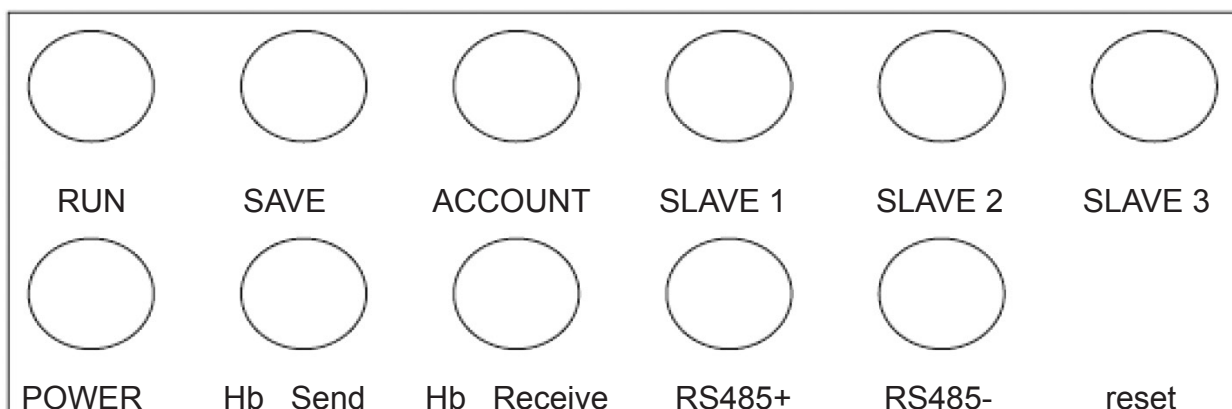 RUN SAVE ACCOUNT SLAVE 1 SLAVE 2 SLAVE 3
POWER Hb Send Hb Receive RS485+ RS485- reset